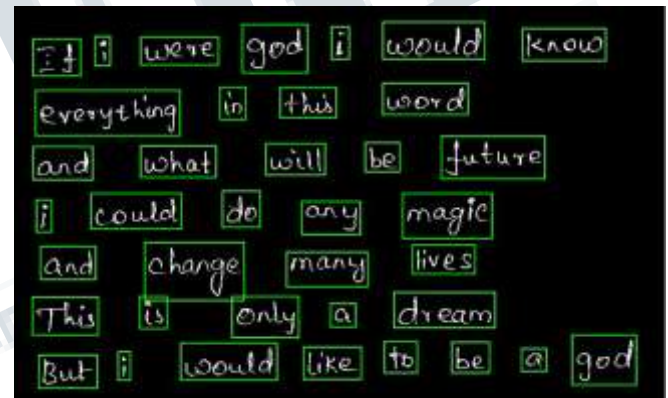 If i were god i would know
everything in this word
and what will be future
i could do any magic
and change many lives
This is only a dream
But i would like to be a god